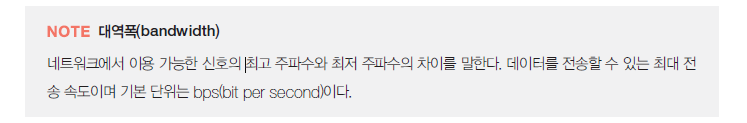 NOTE 대역폭(bandwidth)
네트워크에서 이용 가능한 신호의 최고 주파수와 최저 주파수의 차이를 말한다. 데이터를 전송할 수 있는 최대 전
송 속도이며 기본 단위는 bps(bit per second)이다.